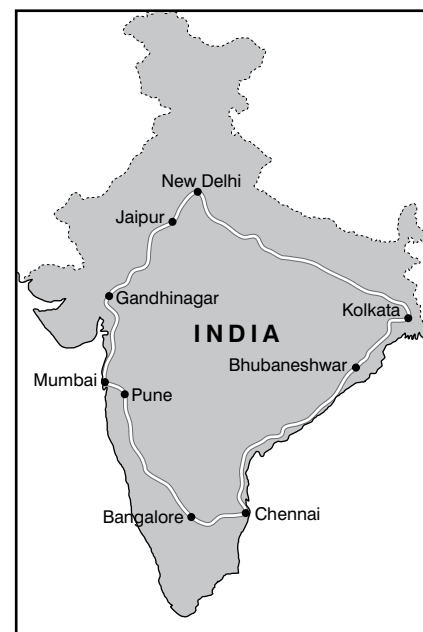 New Delhi
Jaipur
Gandhinagar
Kolkata
INDIA
Bhubaneshwar
Mumbai
Pune
Bangalore
Chennai